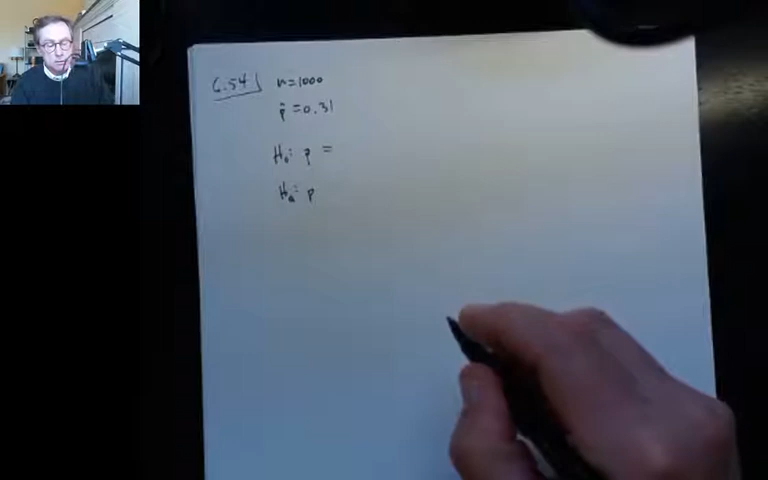 6.54
n=1000
p̂ =0.31
H₀: p =
Hₐ: p